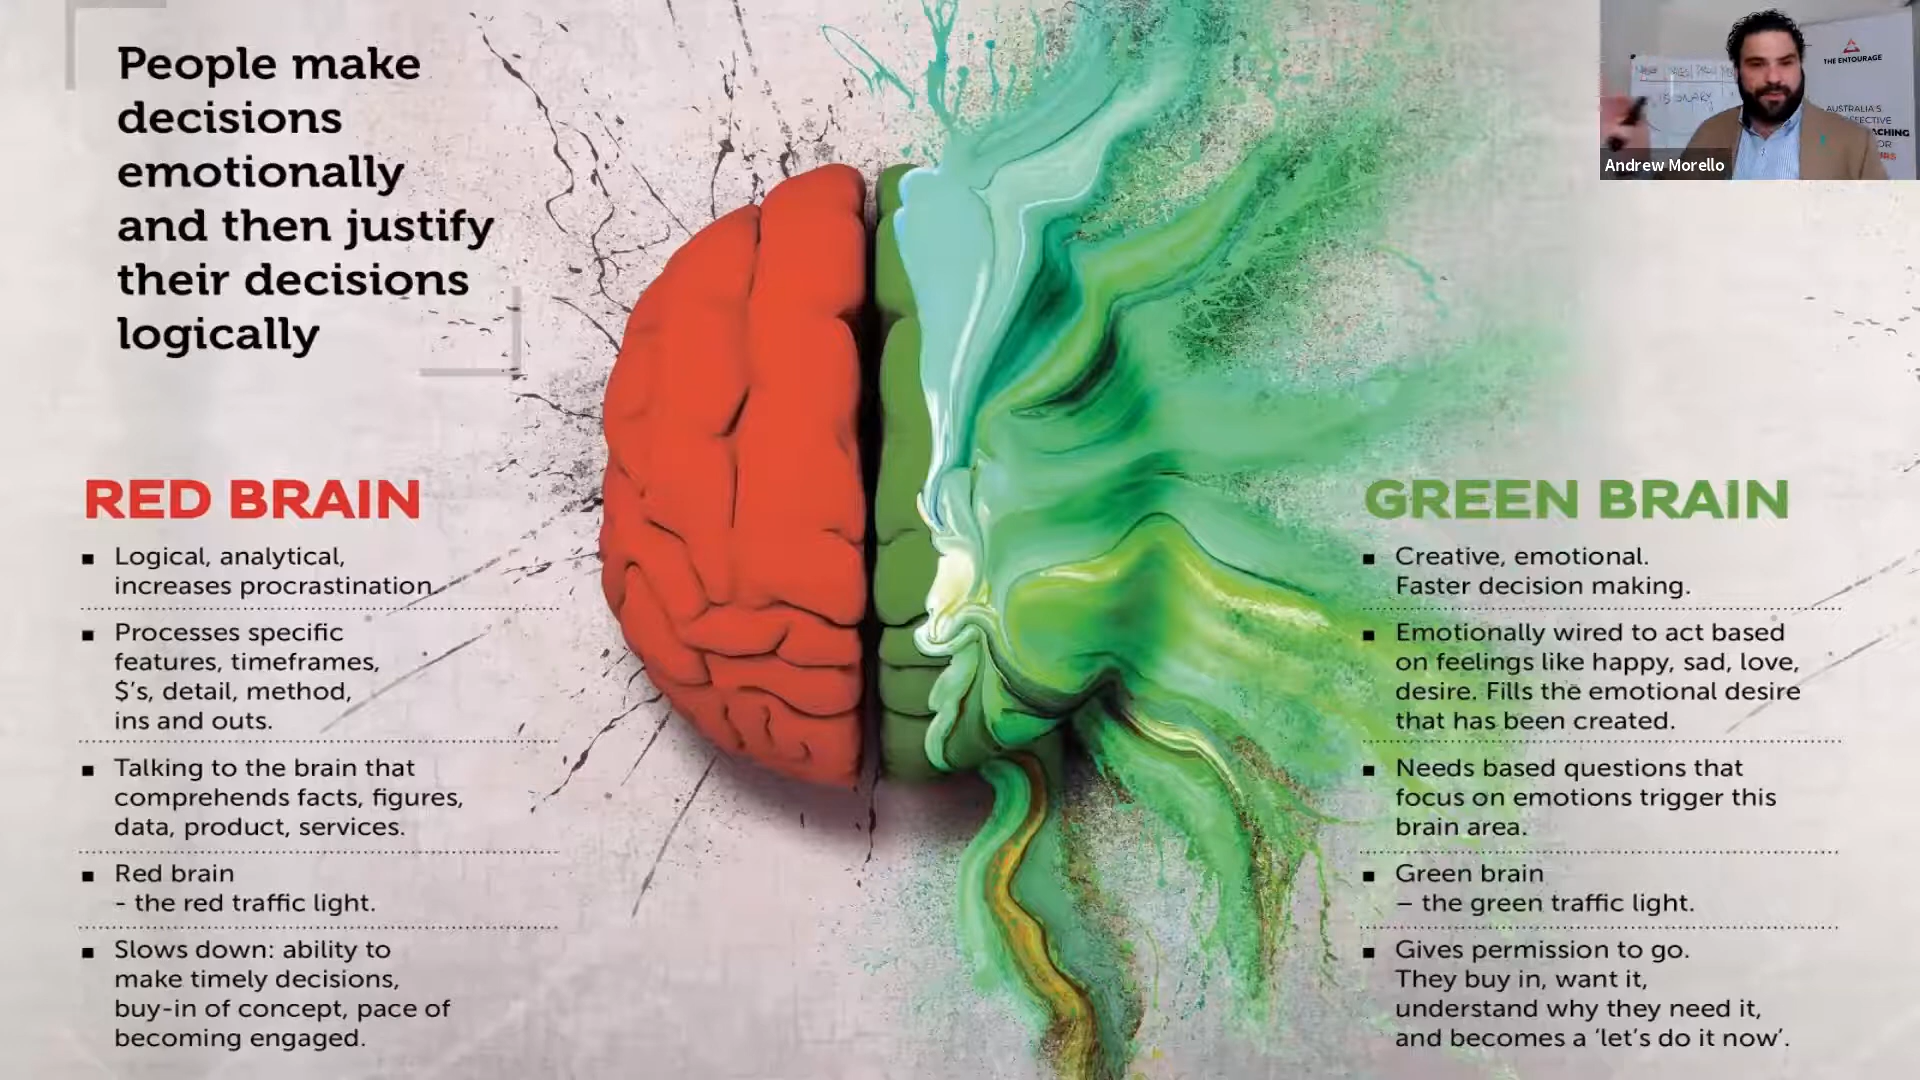 People make
decisions
emotionally
and then justify
their decisions
logically
RED BRAIN
Logical, analytical,
increases procrastination.
Processes specific
features, timeframes,
$'s, detail, method,
ins and outs.
Talking to the brain that
comprehends facts, figures,
data, product, services.
Red brain
- the red traffic light.
Slows down: ability to
make timely decisions,
buy-in of concept, pace of
becoming engaged.
GREEN BRAIN
Creative, emotional.
Faster decision making.
Emotionally wired to act based
on feelings like happy, sad, love,
desire. Fills the emotional desire
that has been created.
Needs based questions that
focus on emotions trigger this
brain area.
Green brain
– the green traffic light.
Gives permission to go.
They buy in, want it,
understand why they need it,
and becomes a ‘let’s do it now’.
THE ENTOURAGE
AUSTRALIA'S
Andrew Morello